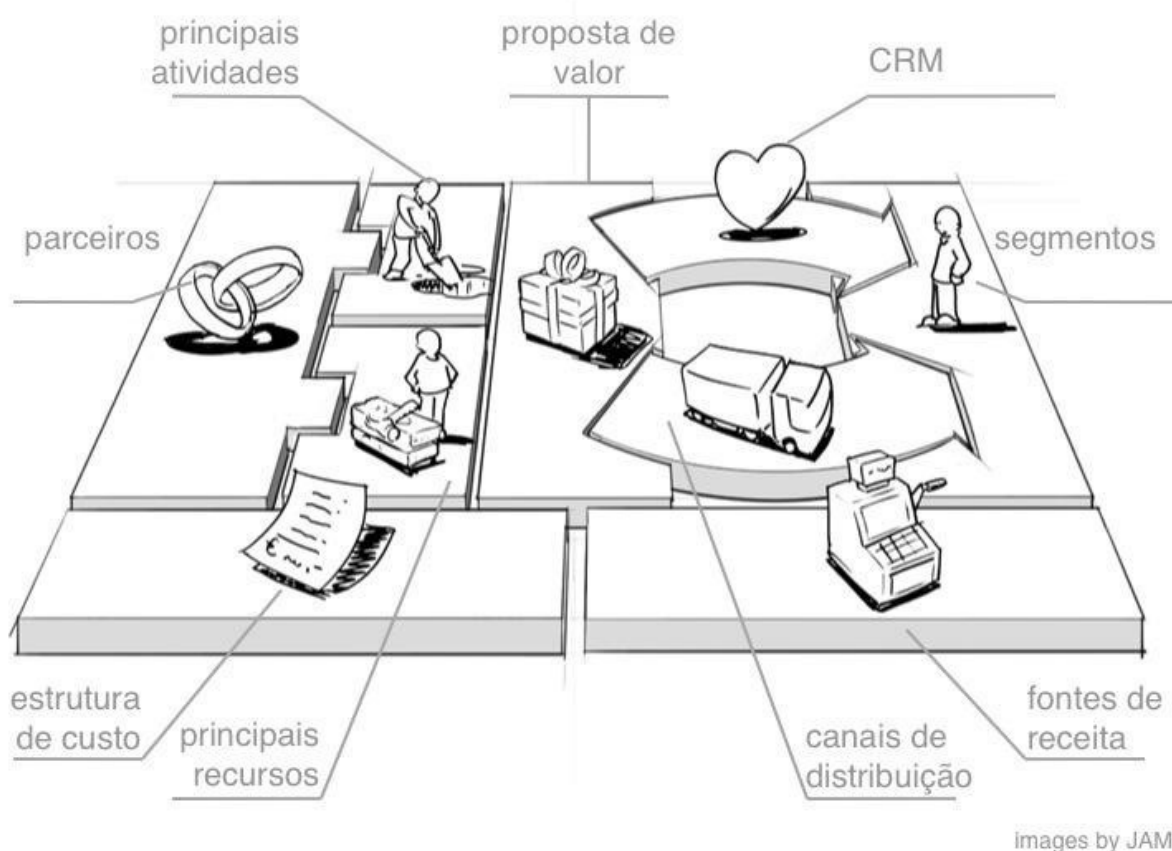 principais
atividades
proposta de
valor
CRM
parceiros
segmentos
estrutura
de custo
principais
recursos
canais de
distribuição
fontes de
receita
images by JAM